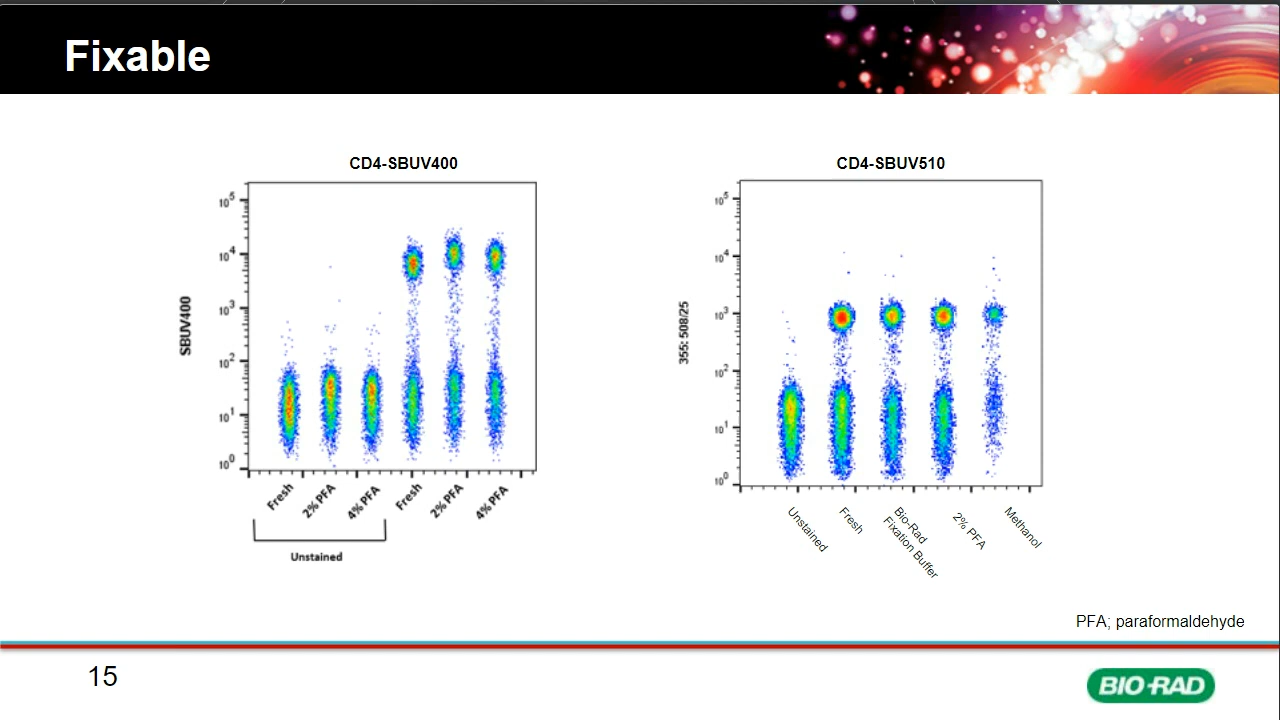 Fixable
CD4-SBUV400
SBUV400
10^5
10^4
10^3
10^2
10^1
10^0
Fresh
2% PFA
4% PFA
Fresh
2% PFA
4% PFA
Unstained
CD4-SBUV510
355: 508/25
10^5
10^4
10^3
10^2
10^1
10^0
Unstained
Fresh
Bio-Rad
Fixation Buffer
2% PFA
Methanol
PFA; paraformaldehyde
15
BIO-RAD